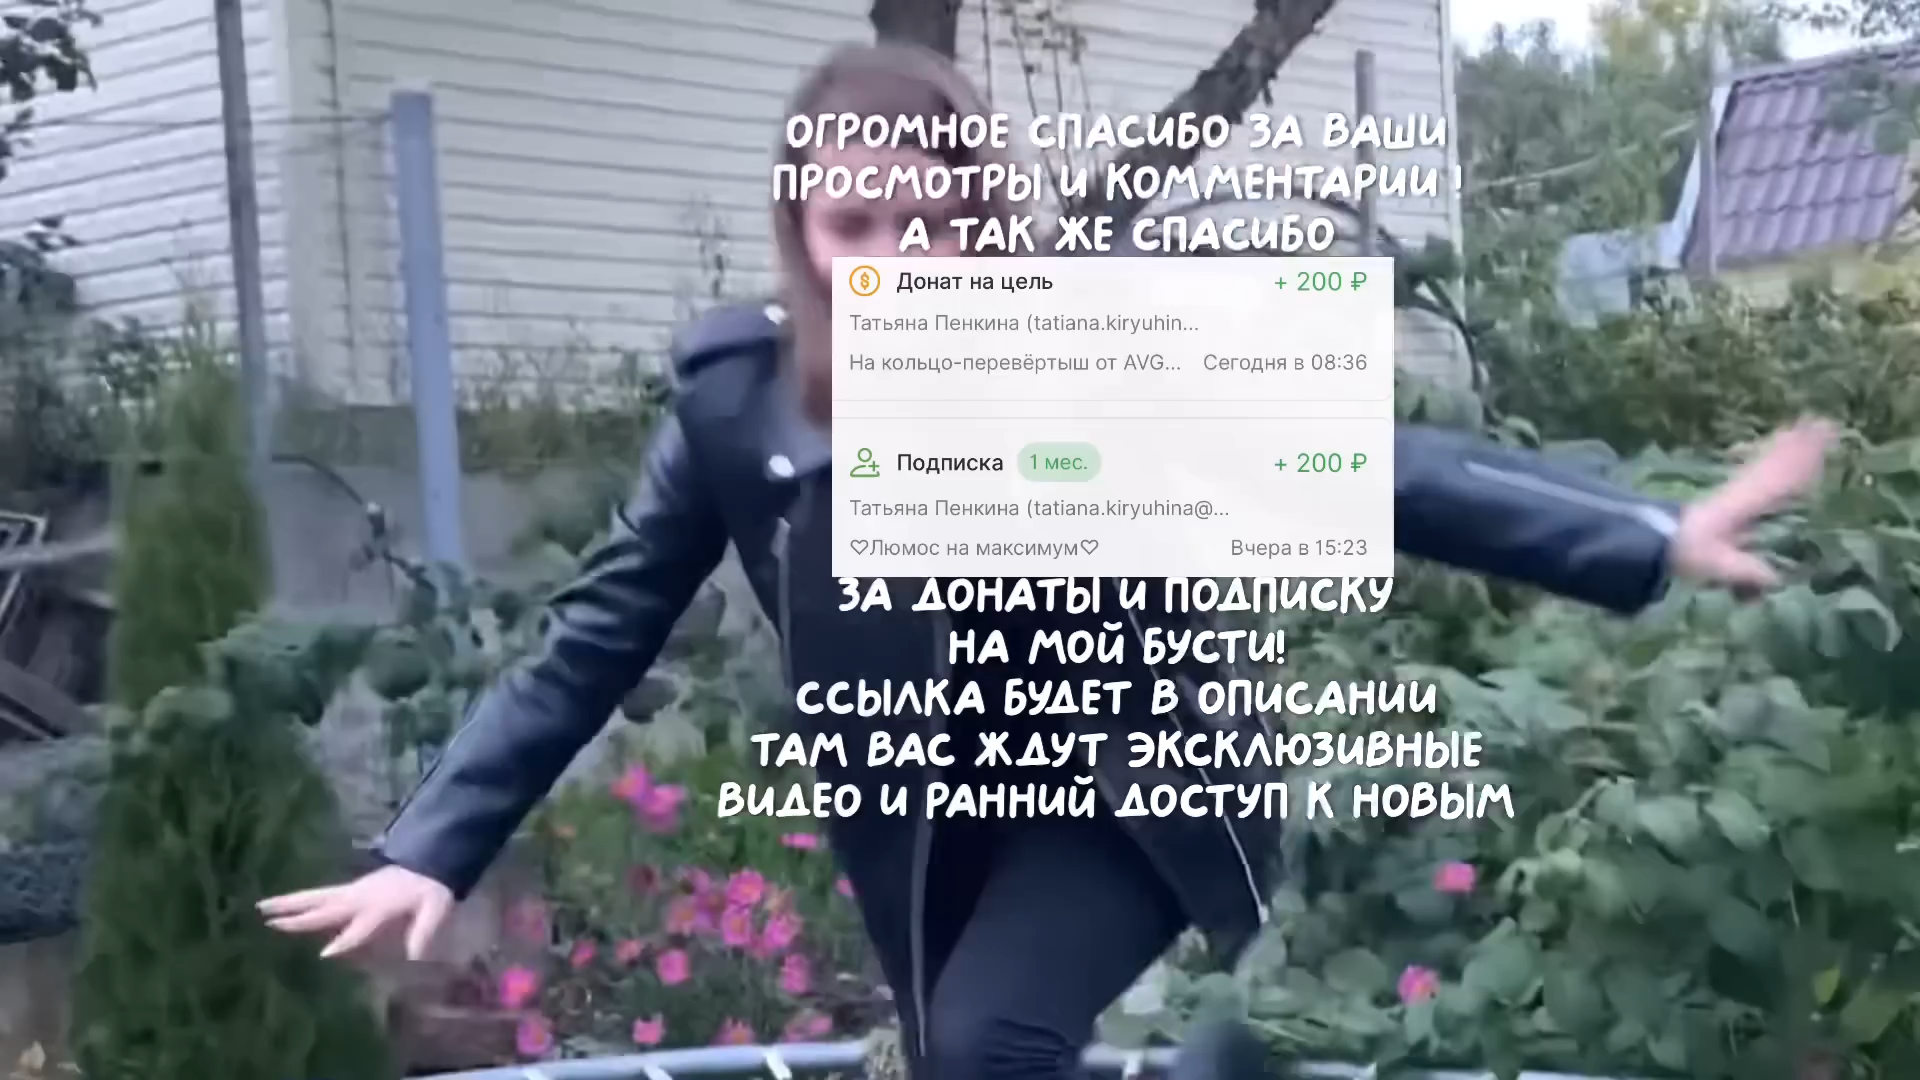 ОГРОМНОЕ СПАСИБО ЗА ВАШИ
ПРОСМОТРЫ И КОММЕНТАРИИ !
А ТАК ЖЕ СПАСИБО
Донат на цель + 200 ₽
Татьяна Пенкина (tatiana.kiryuhin...
На кольцо-перевёртыш от AVG... Сегодня в 08:36
Подписка 1 мес. + 200 ₽
Татьяна Пенкина (tatiana.kiryuhina@...
♡Люмос на максимум♡ Вчера в 15:23
ЗА ДОНАТЫ И ПОДПИСКУ
НА МОЙ БУСТИ!
ССЫЛКА БУДЕТ В ОПИСАНИИ
ТАМ ВАС ЖДУТ ЭКСКЛЮЗИВНЫЕ
ВИДЕО И РАННИЙ ДОСТУП К НОВЫМ